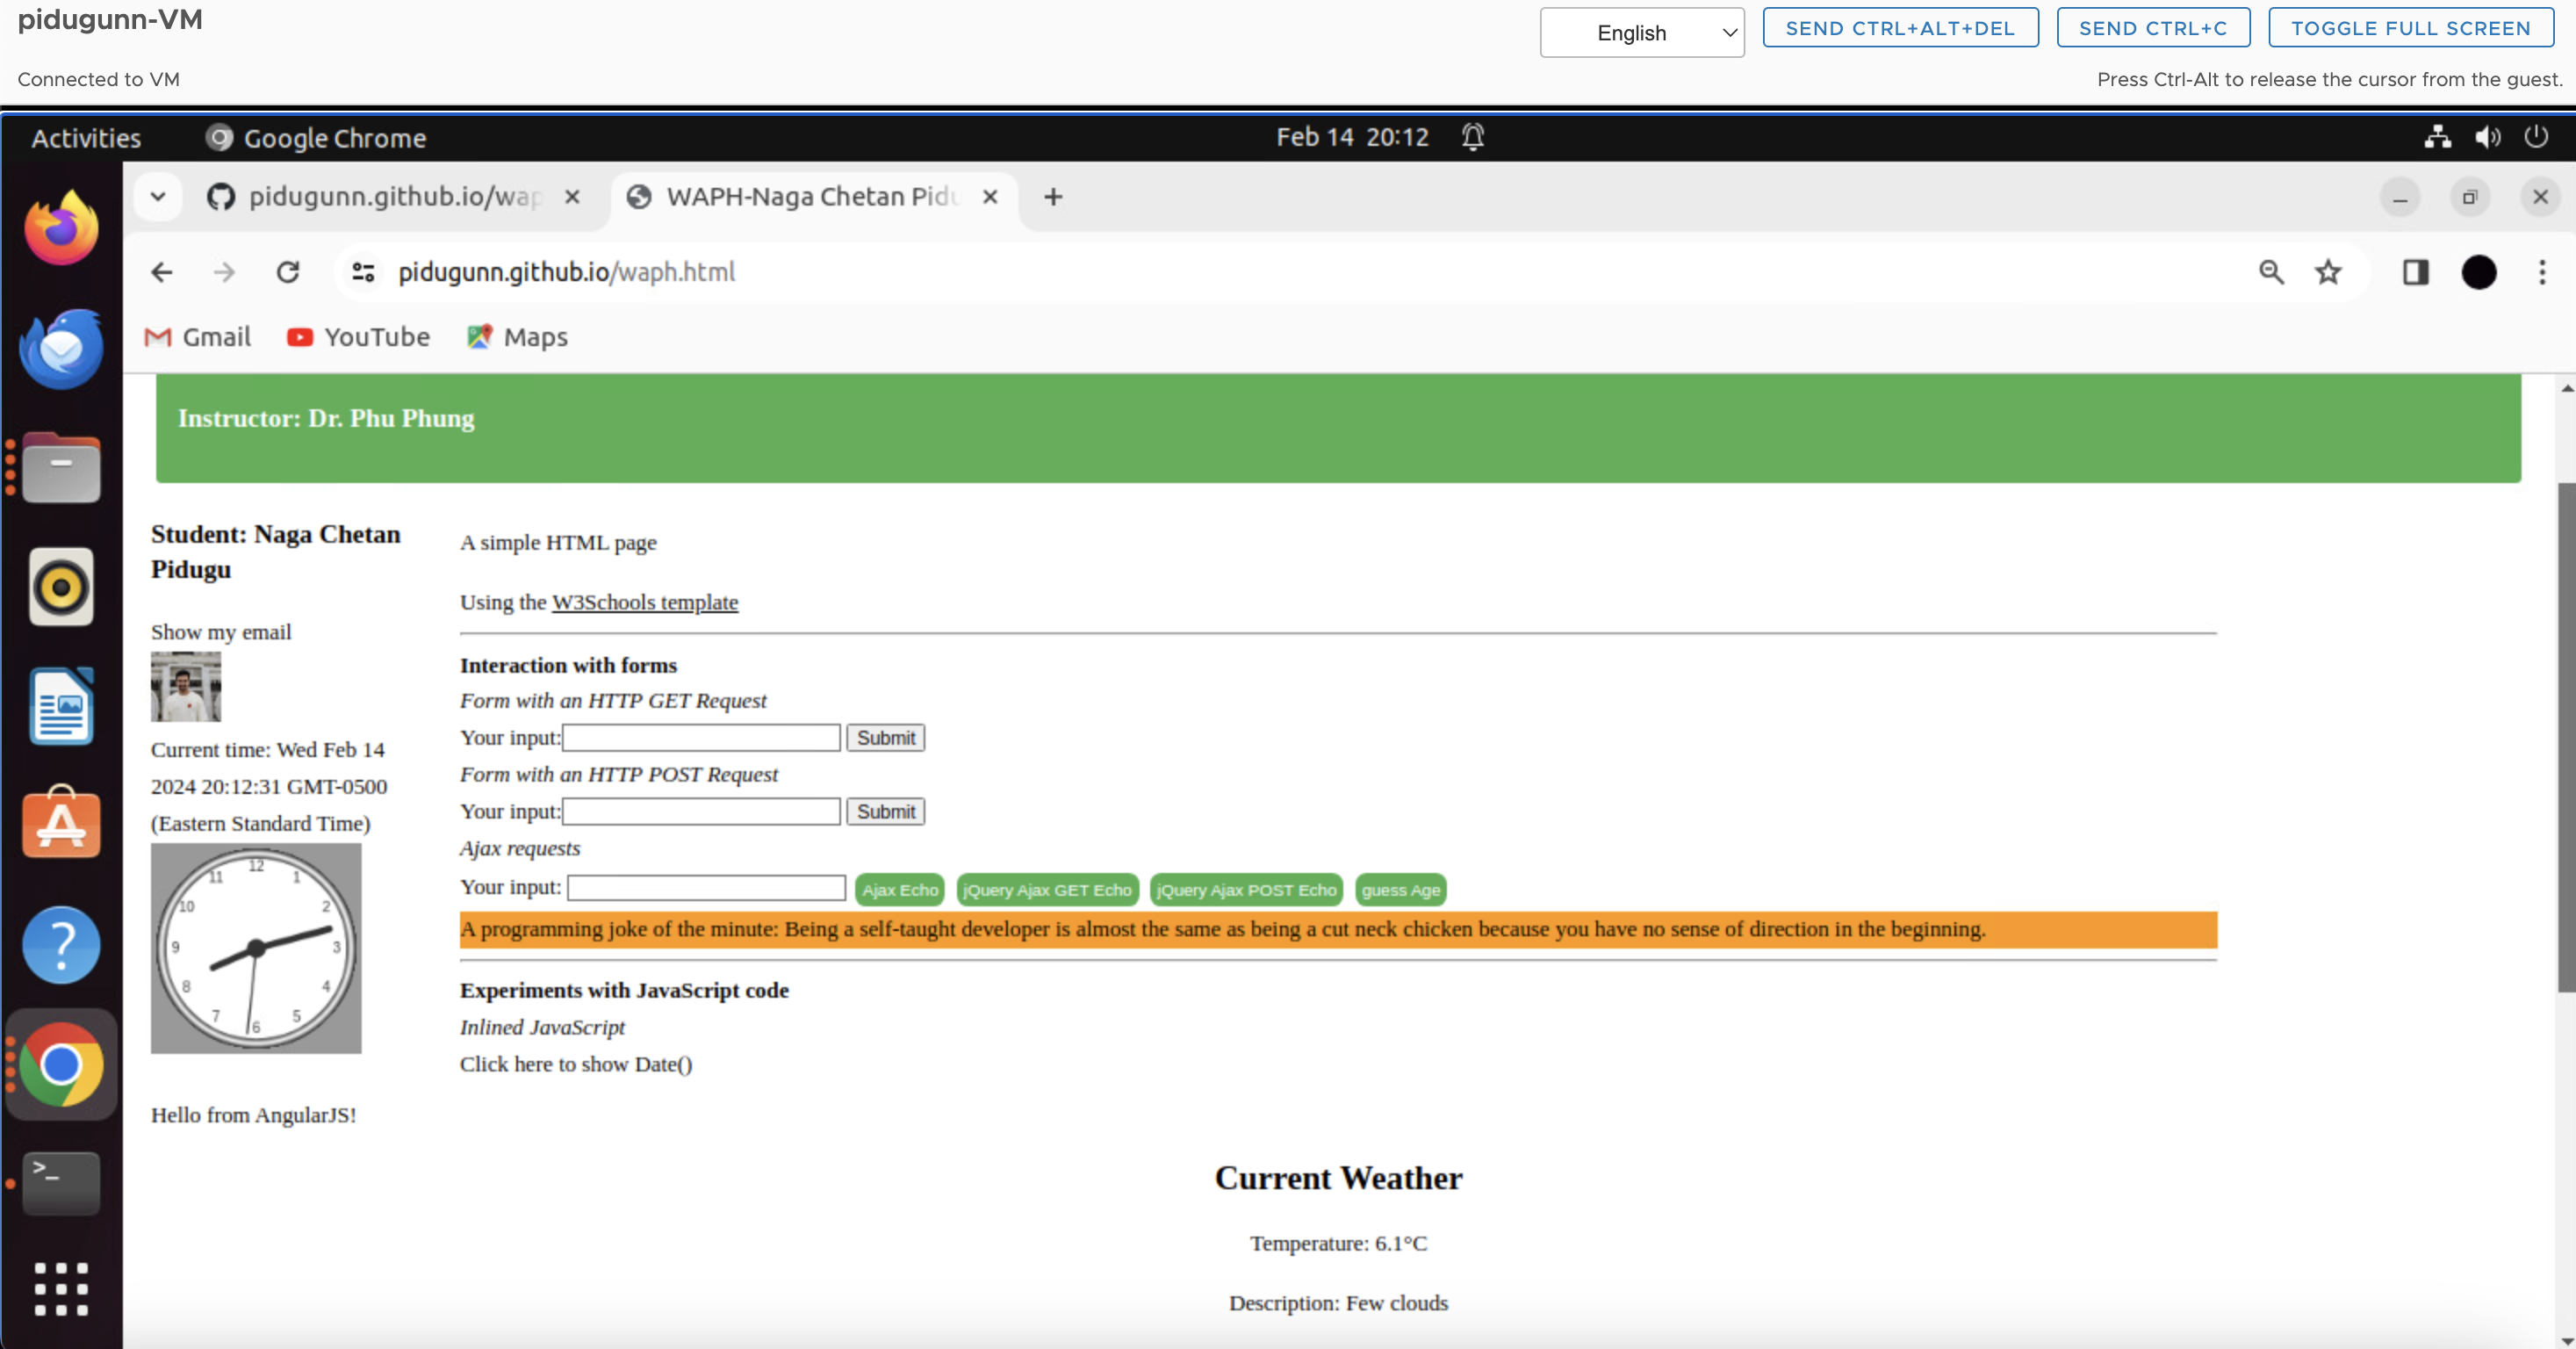 pidugunn-VM
English
SEND CTRL+ALT+DEL
SEND CTRL+C
TOGGLE FULL SCREEN
Connected to VM
Press Ctrl-Alt to release the cursor from the guest.
Activities
Google Chrome
Feb 14 20:12
pidugunn.github.io/wap
WAPH-Naga Chetan Pidu
pidugunn.github.io/waph.html
Gmail
YouTube
Maps
Instructor: Dr. Phu Phung
Student: Naga Chetan
Pidugu
Show my email
Current time: Wed Feb 14
2024 20:12:31 GMT-0500
(Eastern Standard Time)
12
1
2
3
4
5
6
7
8
9
10
11
Hello from AngularJS!
A simple HTML page
Using the W3Schools template
Interaction with forms
Form with an HTTP GET Request
Your input: Submit
Form with an HTTP POST Request
Your input: Submit
Ajax requests
Your input: Ajax Echo jQuery Ajax GET Echo jQuery Ajax POST Echo guess Age
A programming joke of the minute: Being a self-taught developer is almost the same as being a cut neck chicken because you have no sense of direction in the beginning.
Experiments with JavaScript code
Inlined JavaScript
Click here to show Date()
Current Weather
Temperature: 6.1°C
Description: Few clouds